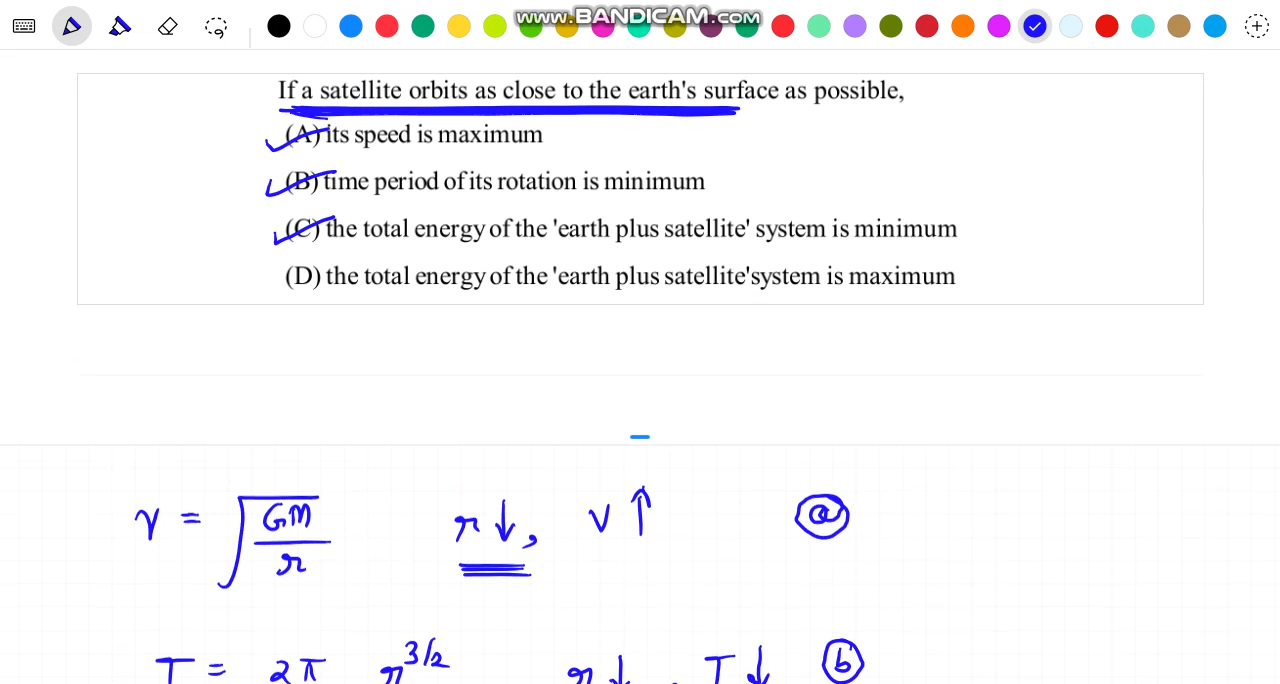 www.BANDICAM.com
If a satellite orbits as close to the earth's surface as possible,
(A) its speed is maximum
(B) time period of its rotation is minimum
(C) the total energy of the 'earth plus satellite' system is minimum
(D) the total energy of the 'earth plus satellite'system is maximum
v = √GM/r r↓, v↑ a
T = 2π r^3/2 r↓, T↓ b